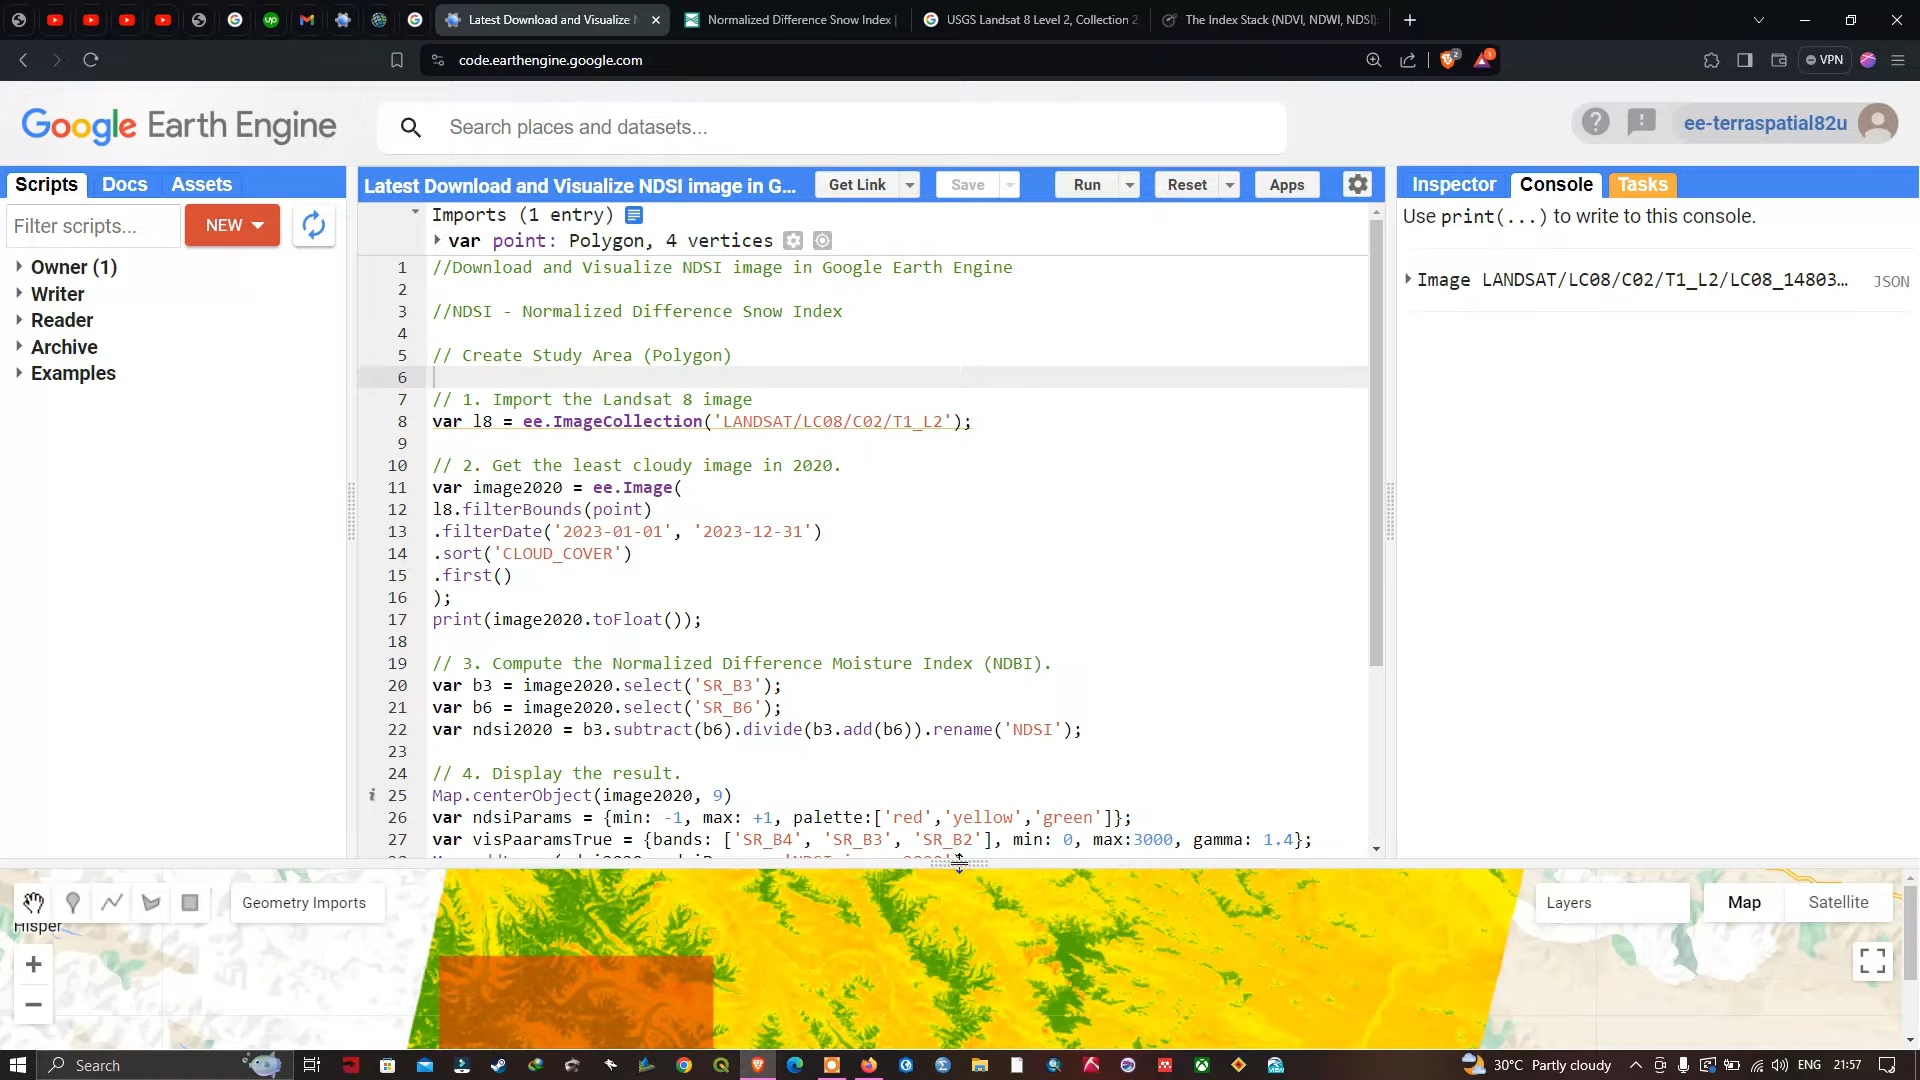 Latest Download and Visualize N
Normalized Difference Snow Index |
USGS Landsat 8 Level 2, Collection 2
The Index Stack (NDVI, NDWI, NDSI)
code.earthengine.google.com
VPN
Google Earth Engine
Search places and datasets...
ee-terraspatial82u
Scripts Docs Assets
Latest Download and Visualize NDSI image in G...
Get Link Save Run Reset Apps
Inspector Console Tasks
Filter scripts... NEW
Owner (1)
Writer
Reader
Archive
Examples
Imports (1 entry)
var point: Polygon, 4 vertices
1 //Download and Visualize NDSI image in Google Earth Engine
2
3 //NDSI - Normalized Difference Snow Index
4
5 // Create Study Area (Polygon)
6
7 // 1. Import the Landsat 8 image
8 var l8 = ee.ImageCollection('LANDSAT/LC08/C02/T1_L2');
9
10 // 2. Get the least cloudy image in 2020.
11 var image2020 = ee.Image(
12 l8.filterBounds(point)
13 .filterDate('2023-01-01', '2023-12-31')
14 .sort('CLOUD_COVER')
15 .first()
16 );
17 print(image2020.toFloat());
18
19 // 3. Compute the Normalized Difference Moisture Index (NDBI).
20 var b3 = image2020.select('SR_B3');
21 var b6 = image2020.select('SR_B6');
22 var ndsi2020 = b3.subtract(b6).divide(b3.add(b6)).rename('NDSI');
23
24 // 4. Display the result.
25 Map.centerObject(image2020, 9)
26 var ndsiParams = {min: -1, max: +1, palette:['red','yellow','green']};
27 var visPaaramsTrue = {bands: ['SR_B4', 'SR_B3', 'SR_B2'], min: 0, max:3000, gamma: 1.4};
Use print(...) to write to this console.
Image LANDSAT/LC08/C02/T1_L2/LC08_14803... JSON
Geometry Imports
Hisper
Layers
Map Satellite
Search
30°C Partly cloudy
ENG 21:57